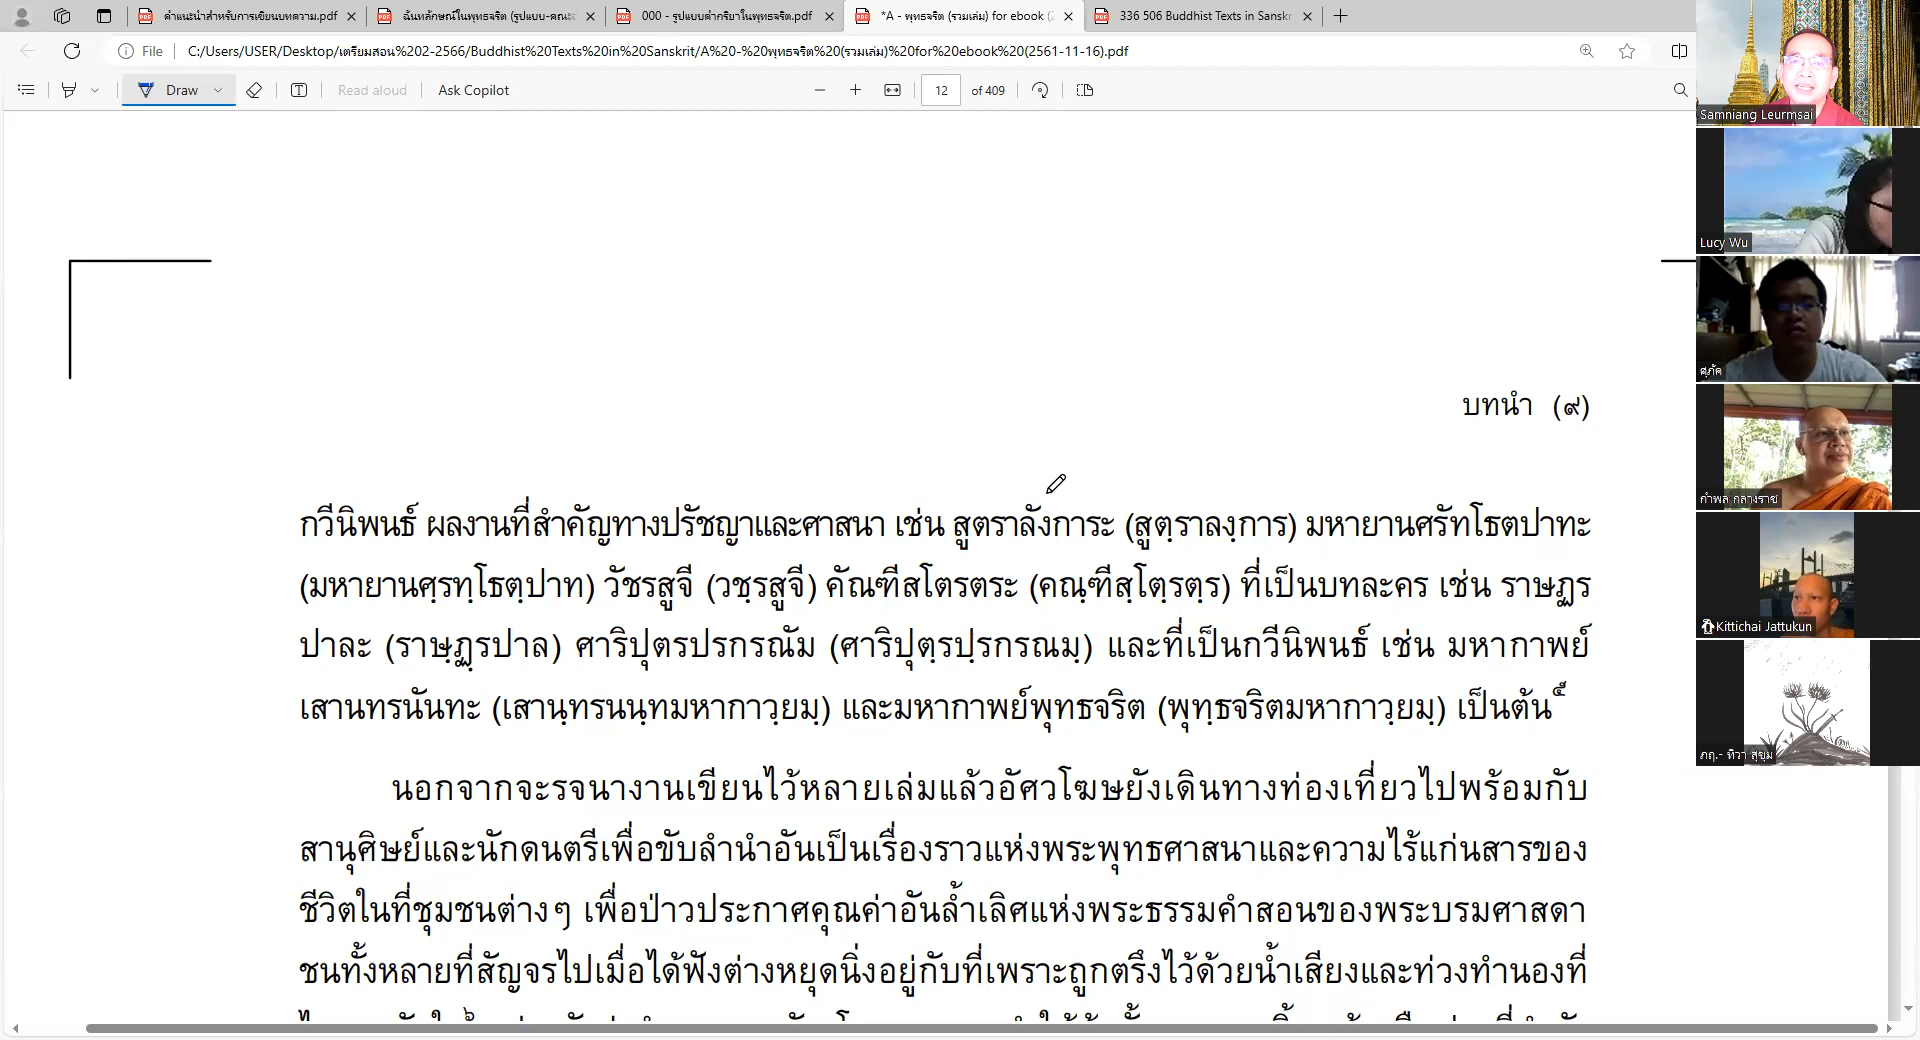 คำแนะนำสำหรับการเขียนบทความ.pdf
ฉันทลักษณ์ในพุทธจริต (รูปแบบ-คณะ
000 - รูปแบบคำกริยาในพุทธจริต.pdf
*A - พุทธจริต (รวมเล่ม) for ebook (2
336 506 Buddhist Texts in Sanskr
File C:/Users/USER/Desktop/เตรียมสอน%202-2566/Buddhist%20Texts%20in%20Sanskrit/A%20-%20พุทธจริต%20(รวมเล่ม)%20for%20ebook%20(2561-11-16).pdf
Draw Read aloud Ask Copilot 12 of 409
บทนำ (๙)
กวีนิพนธ์ ผลงานที่สำคัญทางปรัชญาและศาสนา เช่น สูตราลังการะ (สูตฺราลงฺการ) มหายานศรัทโธตปาทะ
(มหายานศฺรทฺโธตฺปาท) วัชรสูจี (วชฺรสูจี) คัณฑีสโตรตระ (คณฺฑีสฺโตฺรตฺร) ที่เป็นบทละคร เช่น ราษฏร
ปาละ (ราษฺฏฺรปาล) ศาริปุตรปรกรณัม (ศาริปุตฺรปฺรกรณมฺ) และที่เป็นกวีนิพนธ์ เช่น มหากาพย์
เสานทรนันทะ (เสานฺทรนนฺทมหากาวฺยมฺ) และมหากาพย์พุทธจริต (พุทฺธจริตมหากาวฺยมฺ) เป็นต้น๕
นอกจากจะรจนางานเขียนไว้หลายเล่มแล้วอัศวโฆษยังเดินทางท่องเที่ยวไปพร้อมกับ
สานุศิษย์และนักดนตรีเพื่อขับลำนำอันเป็นเรื่องราวแห่งพระพุทธศาสนาและความไร้แก่นสารของ
ชีวิตในที่ชุมชนต่างๆ เพื่อป่าวประกาศคุณค่าอันล้ำเลิศแห่งพระธรรมคำสอนของพระบรมศาสดา
ชนทั้งหลายที่สัญจรไปเมื่อได้ฟังต่างหยุดนิ่งอยู่กับที่เพราะถูกตรึงไว้ด้วยน้ำเสียงและท่วงทำนองที่
Samniang Leurmsai
Lucy Wu
ศุภัค
กำพล กลางราช
Kittichai Jattukun
ภฤ.- ทิวา สุขุม